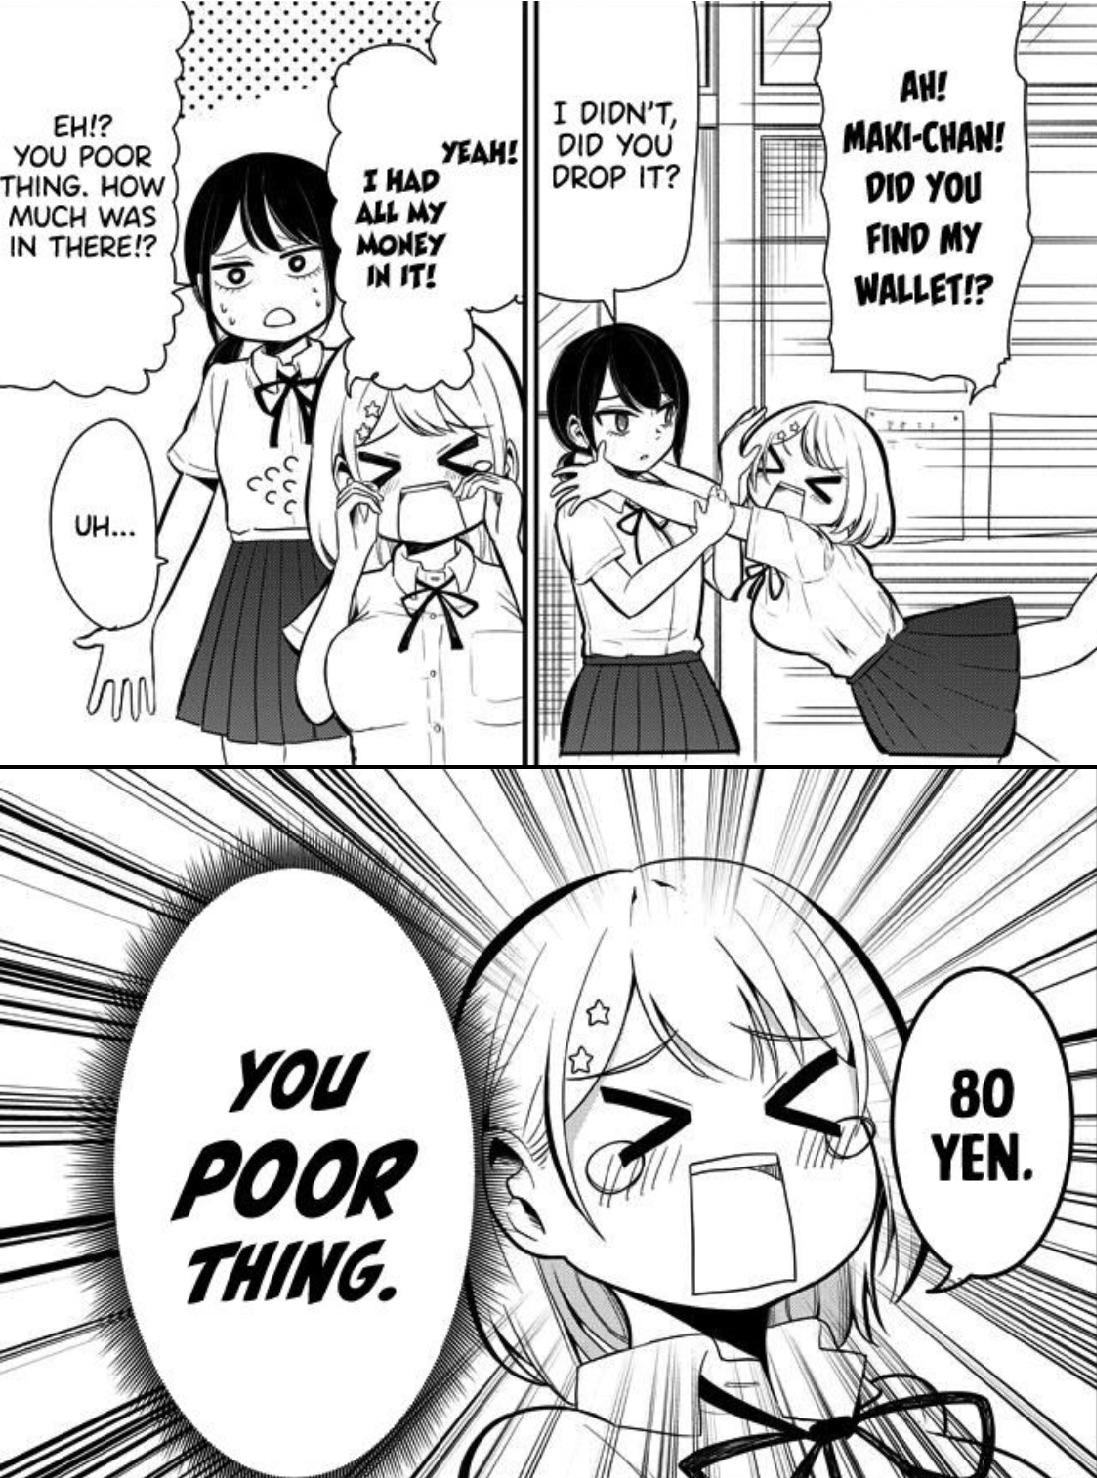 AH!
MAKI-CHAN!
DID YOU
FIND MY
WALLET!?
I DIDN'T,
DID YOU
DROP IT?
YEAH!
I HAD
ALL MY
MONEY
IN IT!
EH!?
YOU POOR
THING. HOW
MUCH WAS
IN THERE!?
UH...
80
YEN.
YOU
POOR
THING.